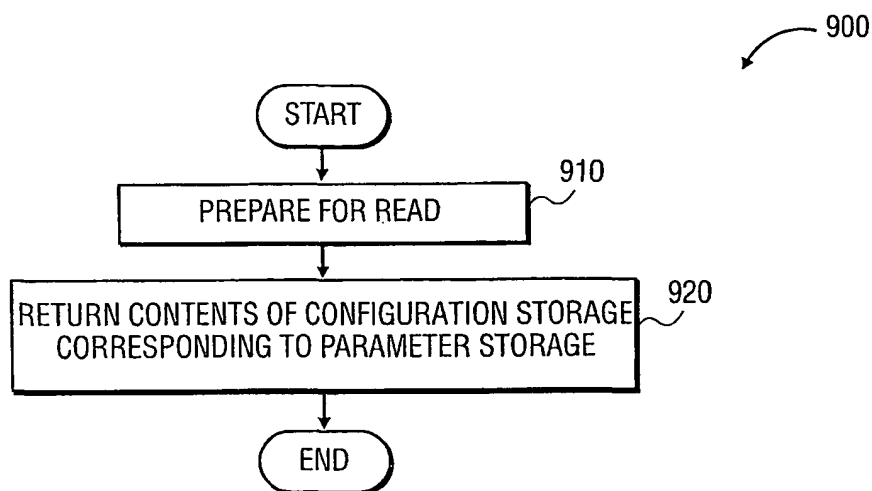 900
START
910
PREPARE FOR READ
920
RETURN CONTENTS OF CONFIGURATION STORAGE
CORRESPONDING TO PARAMETER STORAGE
END